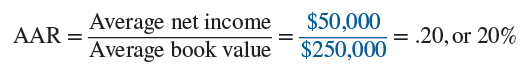 AAR = Average net income / Average book value = $50,000 / $250,000 = .20, or 20%